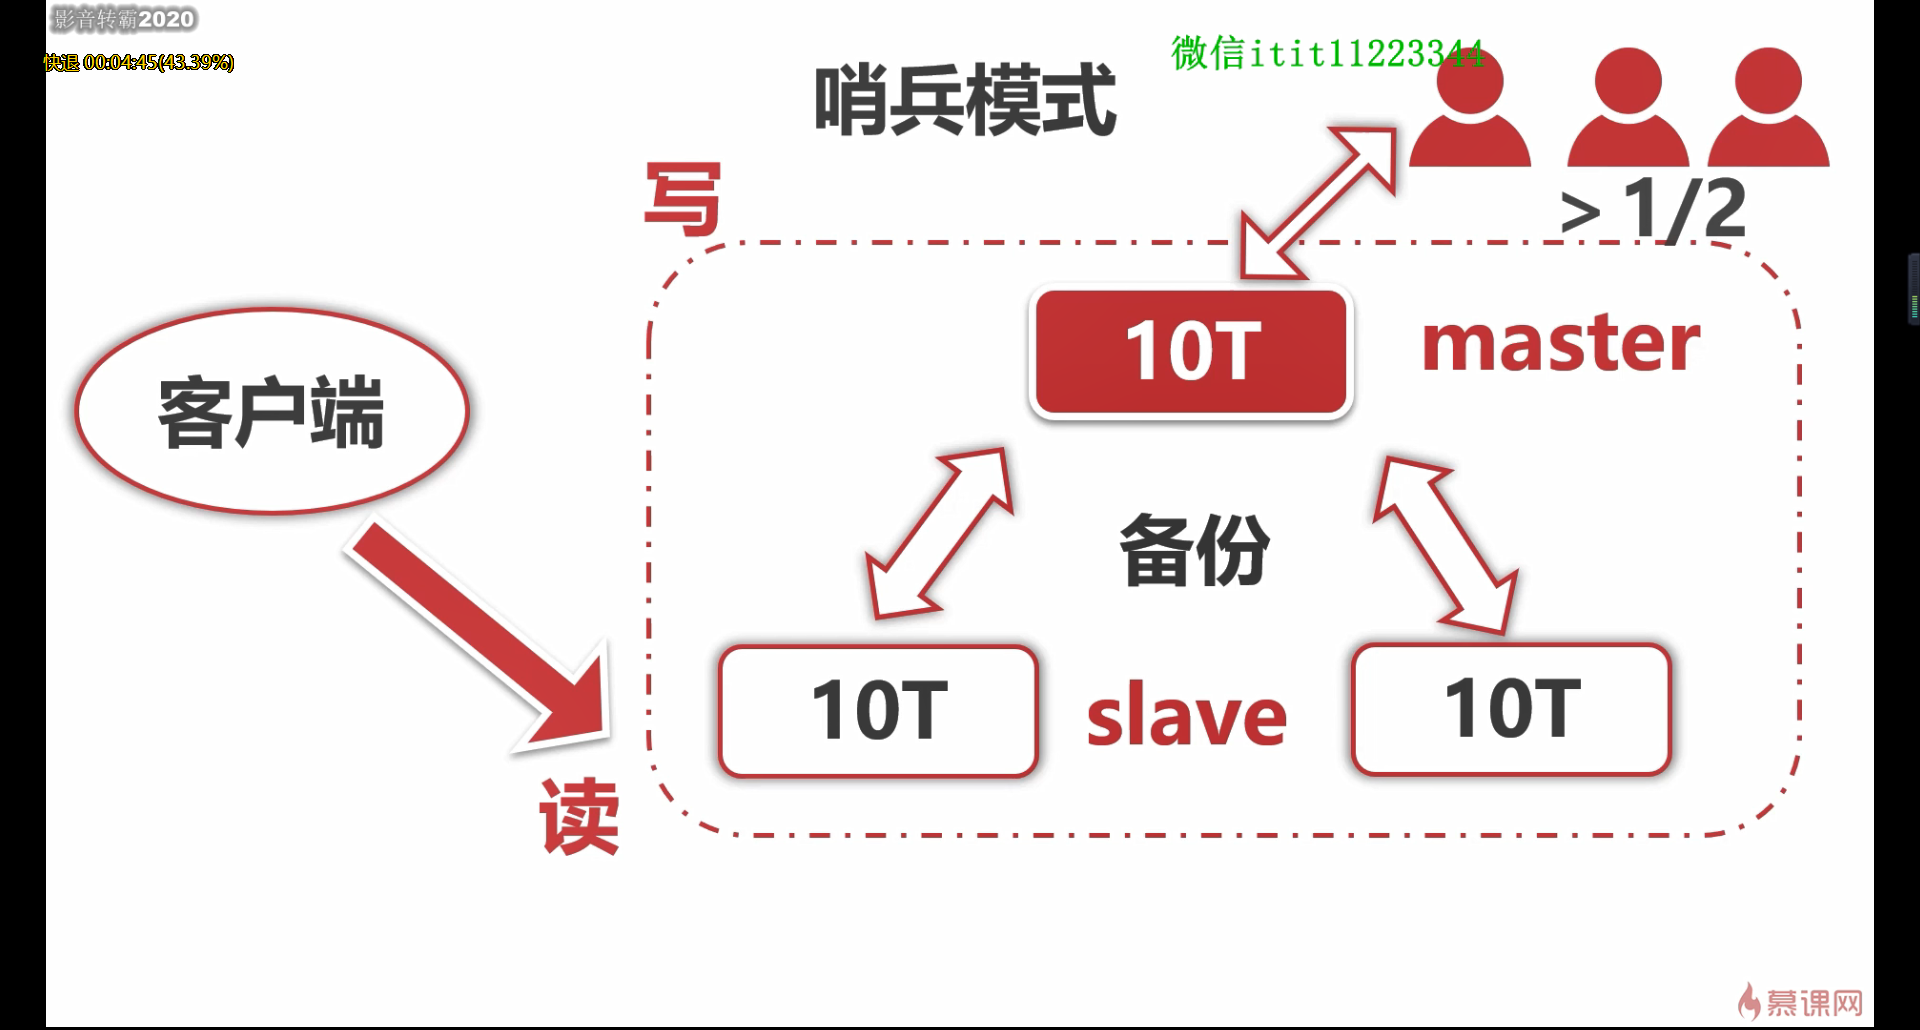 影音转霸2020
快退 00:04:45(43.39%)
微信itit11223344
哨兵模式
写
> 1/2
10T
master
客户端
备份
10T
slave
10T
读
慕课网